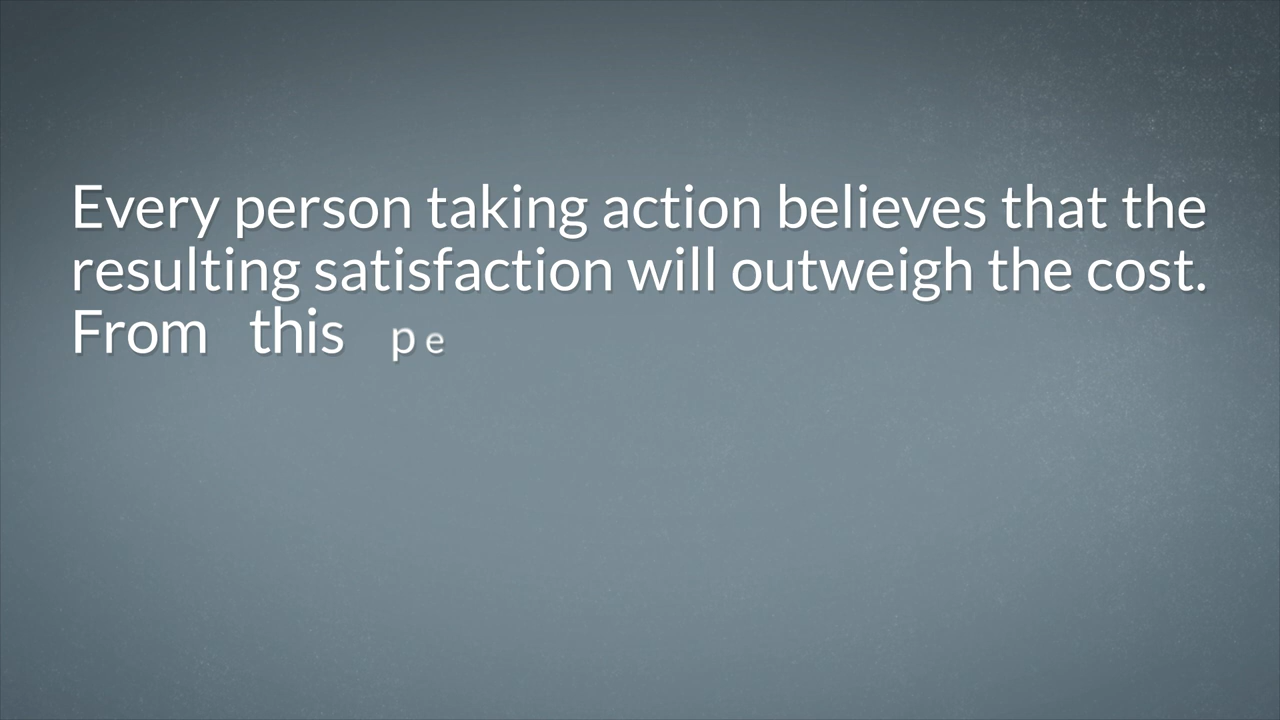 Every person taking action believes that the
resulting satisfaction will outweigh the cost.
From this pe